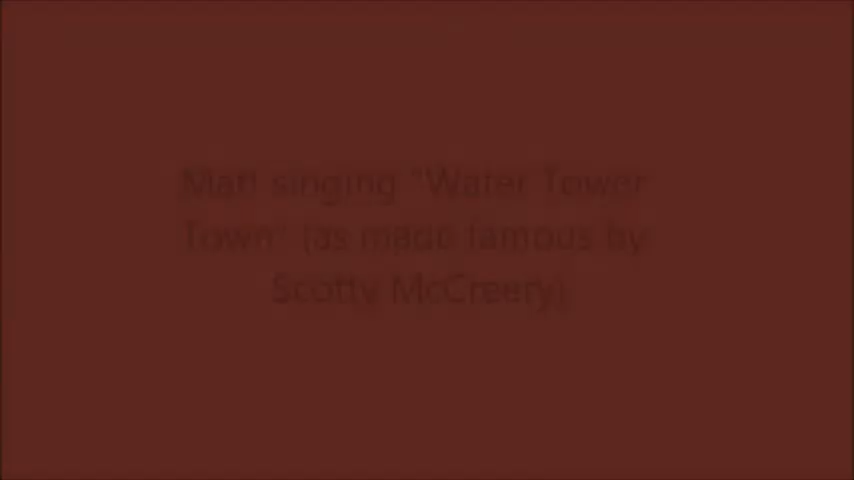 Matt singing "Water Tower
Town" (as made famous by
Scotty McCreery)